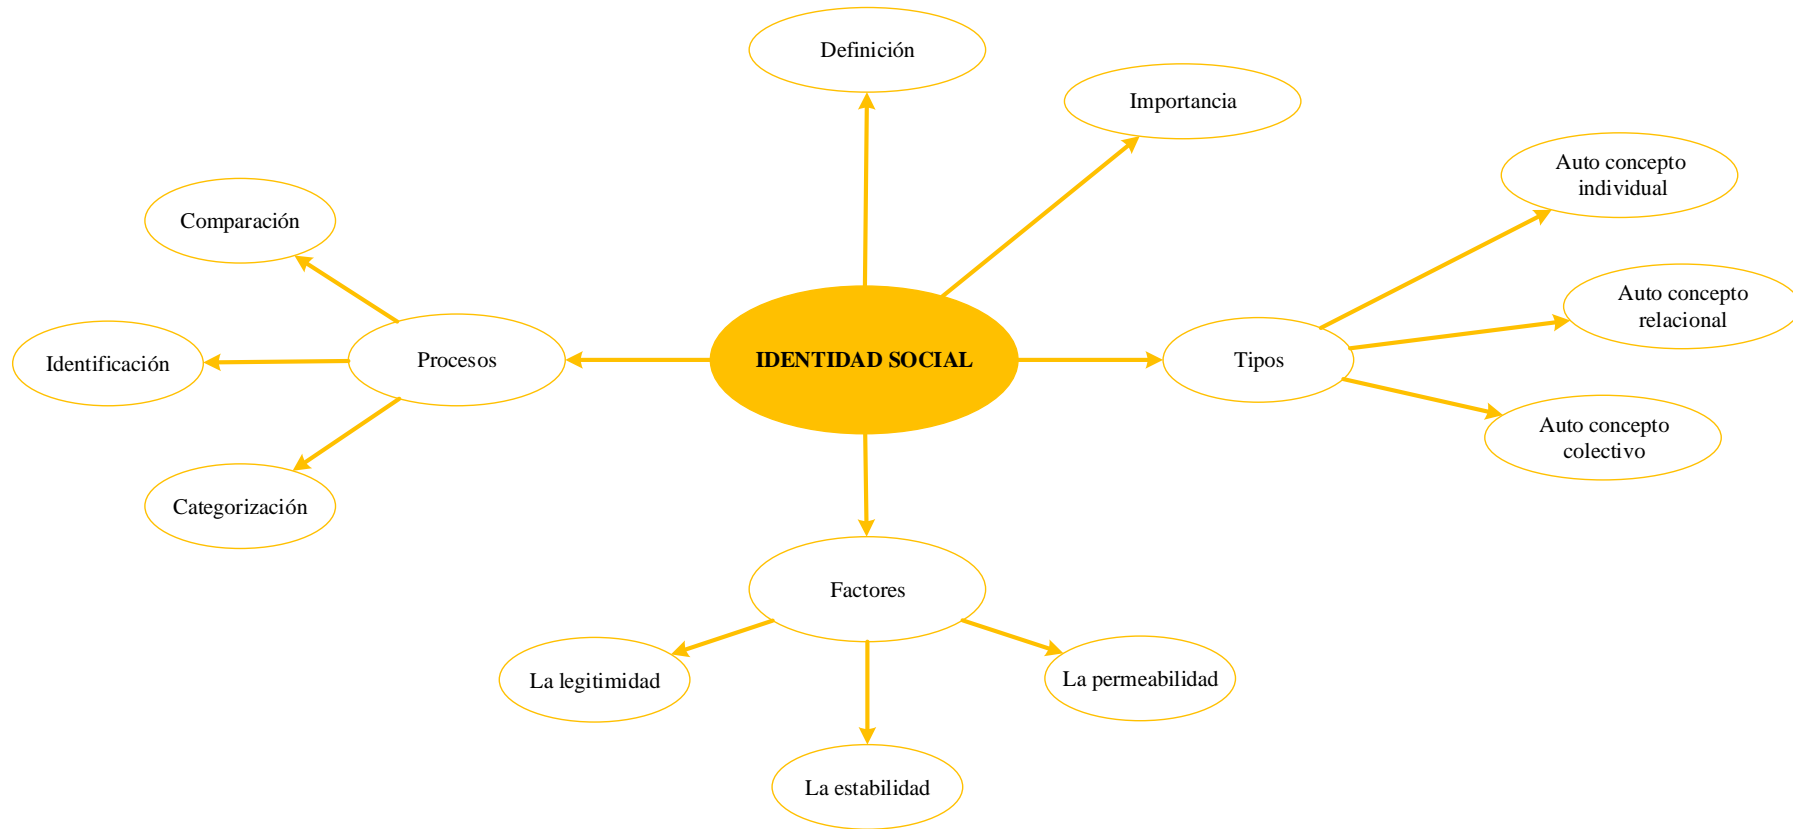 Definición
Importancia
Auto concepto
individual
Comparación
Auto concepto
relacional
Identificación
Procesos
IDENTIDAD SOCIAL
Tipos
Auto concepto
colectivo
Categorización
Factores
La legitimidad
La permeabilidad
La estabilidad